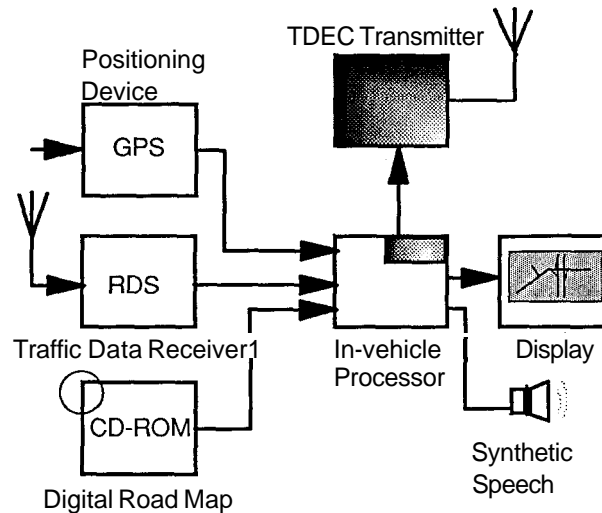 TDEC Transmitter
Positioning
Device
GPS
RDS
Traffic Data Receiver1
In-vehicle
Processor
Display
CD-ROM
Synthetic
Speech
Digital Road Map